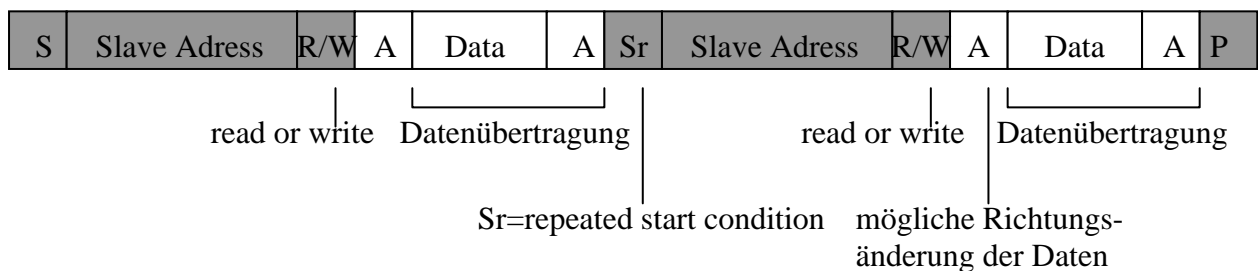 S Slave Adress R/W A Data A Sr Slave Adress R/W A Data A P
read or write Datenübertragung read or write Datenübertragung
Sr=repeated start condition mögliche Richtungs-
änderung der Daten